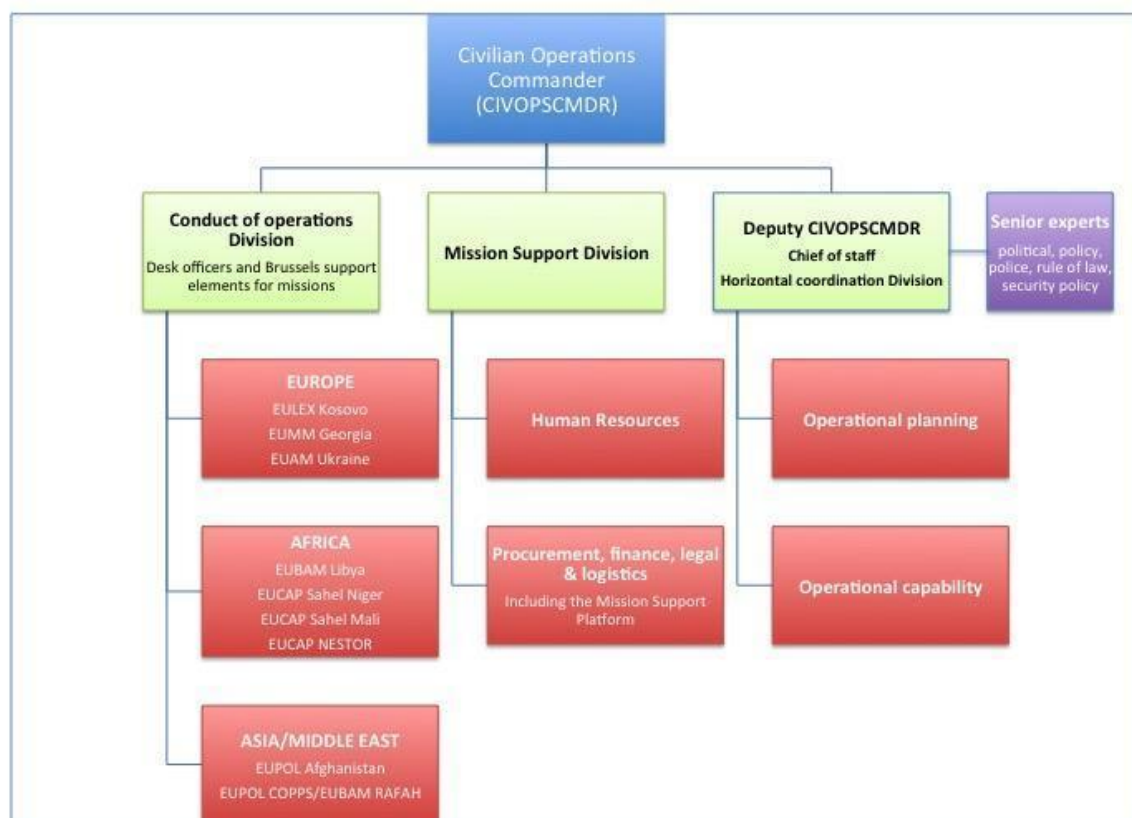 Civilian Operations
Commander
(CIVOPSCMDR)
Conduct of operations
Division
Desk officers and Brussels support
elements for missions
Mission Support Division
Deputy CIVOPSCMDR
Chief of staff
Horizontal coordination Division
Senior experts
political, policy,
police, rule of law,
security policy
EUROPE
EULEX Kosovo
EUMM Georgia
EUAM Ukraine
Human Resources
Operational planning
AFRICA
EUBAM Libya
EUCAP Sahel Niger
EUCAP Sahel Mali
EUCAP NESTOR
Procurement, finance, legal
& logistics
Including the Mission Support
Platform
Operational capability
ASIA/MIDDLE EAST
EUPOL Afghanistan
EUPOL COPPS/EUBAM RAFAH